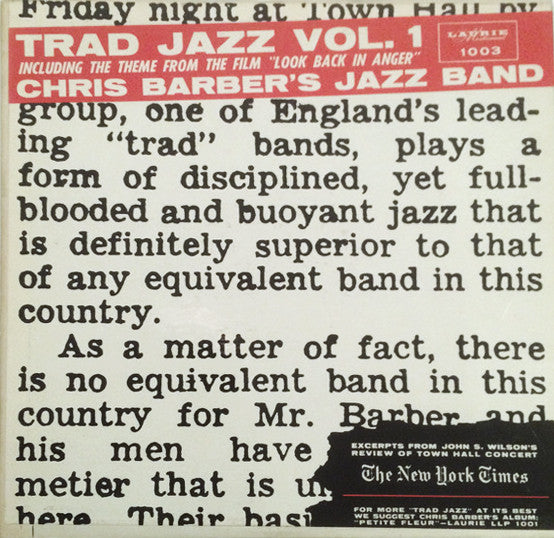 Friday night at Town Hall by
TRAD JAZZ VOL. 1
LAURIE
1003
INCLUDING THE THEME FROM THE FILM "LOOK BACK IN ANGER"
CHRIS BARBER'S JAZZ BAND
group, one of England's lead-
ing "trad" bands, plays a
form of disciplined, yet full-
blooded and buoyant jazz that
is definitely superior to that
of any equivalent band in this
country.
As a matter of fact, there
is no equivalent band in this
country for Mr. Barber and
his men have
metier that is
here. Their
EXCERPTS FROM JOHN S. WILSON'S
REVIEW OF TOWN HALL CONCERT
The New York Times
FOR MORE "TRAD JAZZ" AT ITS BEST
WE SUGGEST CHRIS BARBER'S ALBUM:
"PETITE FLEUR"—LAURIE LLP 1001